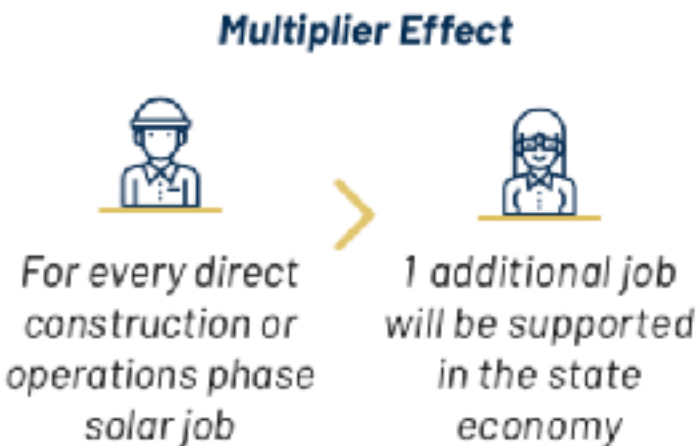 Multiplier Effect
For every direct
construction or
operations phase
solar job
1 additional job
will be supported
in the state
economy